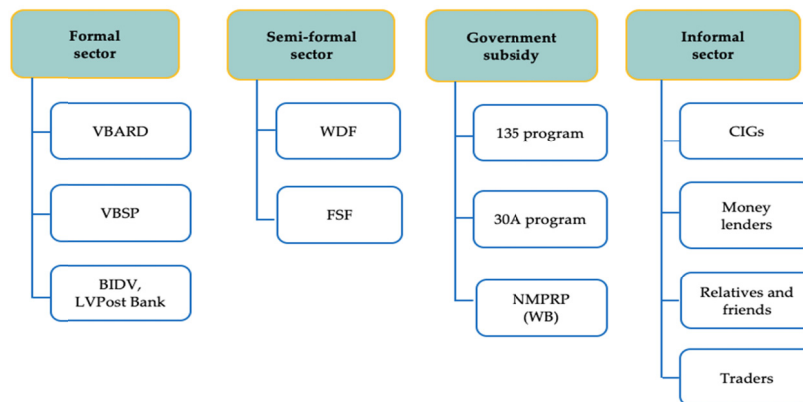 Formal
sector
VBARD
VBSP
BIDV,
LVPost Bank
Semi-formal
sector
WDF
FSF
Government
subsidy
135 program
30A program
NMPRP
(WB)
Informal
sector
CIGs
Money
lenders
Relatives and
friends
Traders